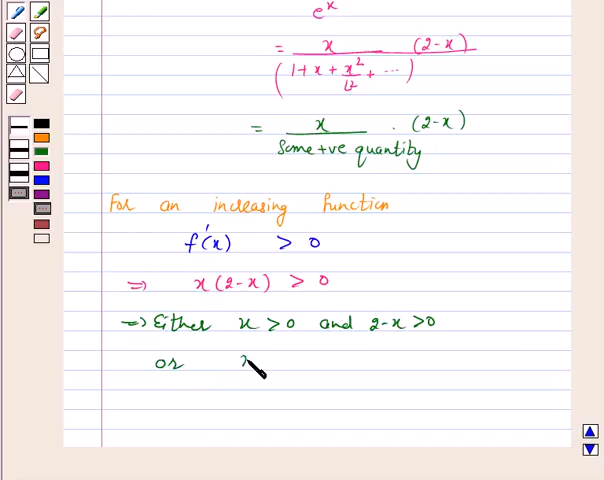 e^x
= x (2-x)
(1+x+x²/⌊2+ ...)
= x . (2-x)
Some +ve quantity
For an increasing function
f'(x) > 0
=> x(2-x) > 0
=> Either x>0 and 2-x>0
or